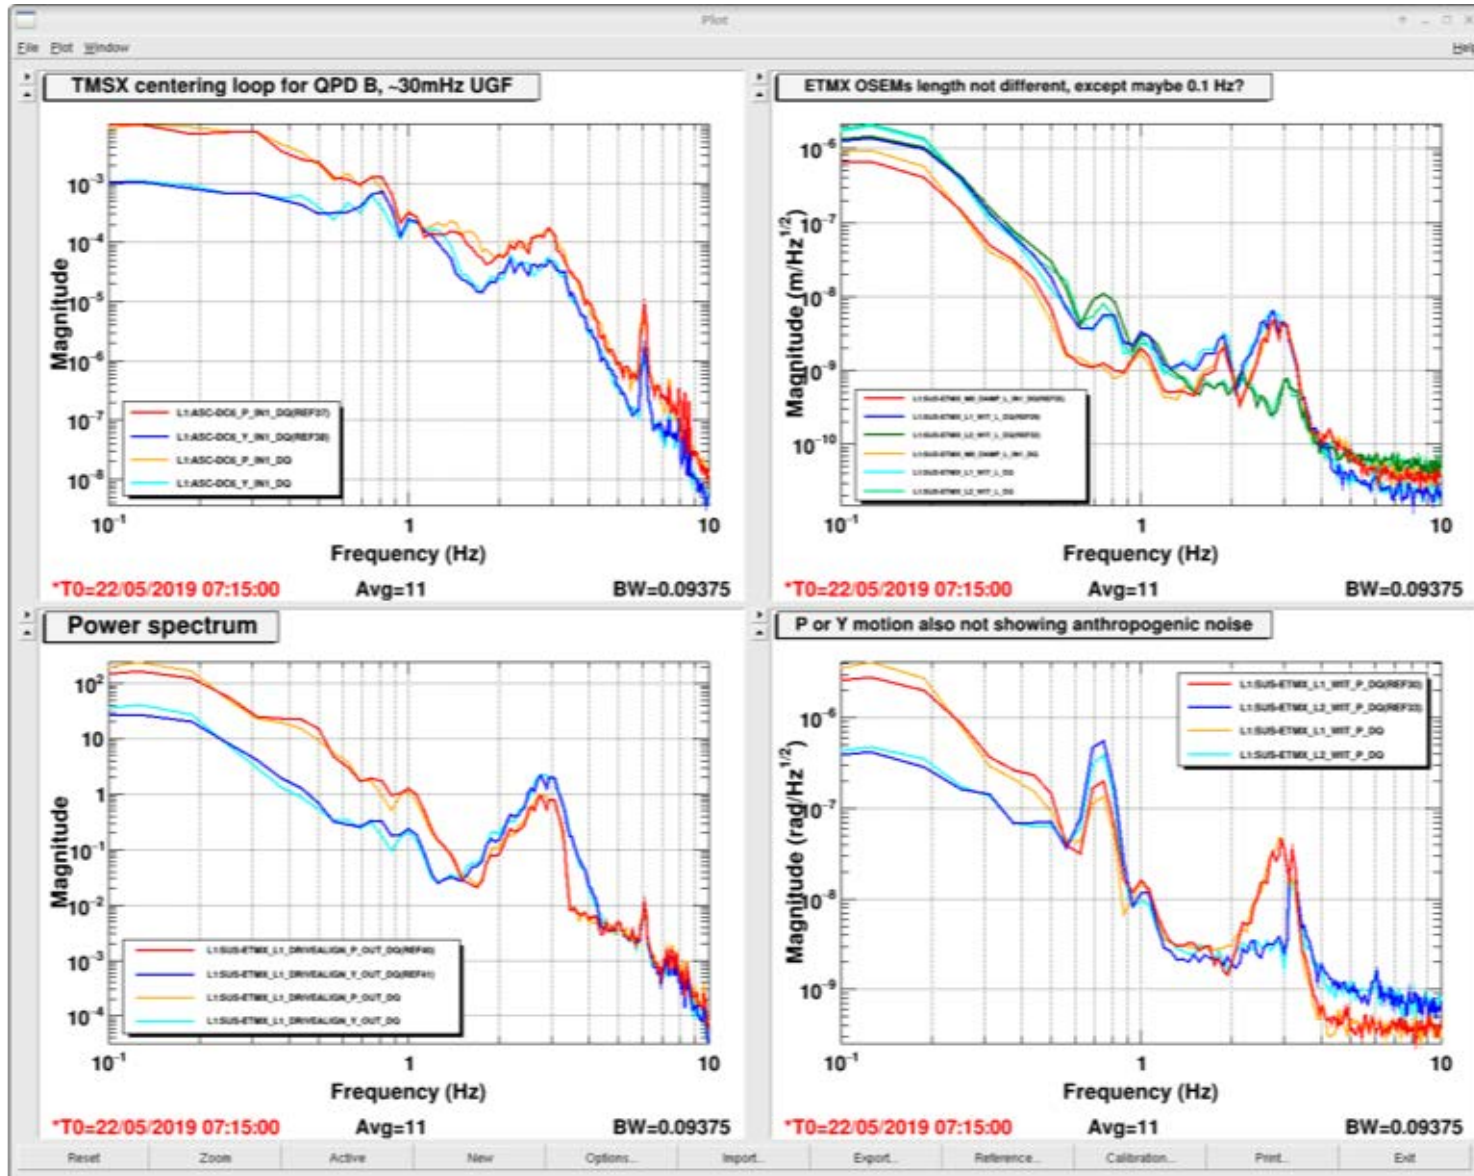 Plot
File Plot Window
Help
TMSX centering loop for QPD B, ~30mHz UGF
Magnitude
10⁻³
10⁻⁴
10⁻⁵
10⁻⁶
10⁻⁷
10⁻⁸
L1:ASC-DC6_P_IN1_DQ(REF37)
L1:ASC-DC6_Y_IN1_DQ(REF38)
L1:ASC-DC6_P_IN1_DQ
L1:ASC-DC6_Y_IN1_DQ
10⁻¹ 1 10
Frequency (Hz)
*T0=22/05/2019 07:15:00 Avg=11 BW=0.09375
ETMX OSEMs length not different, except maybe 0.1 Hz?
Magnitude (m/Hz^1/2)
10⁻⁶
10⁻⁷
10⁻⁸
10⁻⁹
10⁻¹⁰
L1:SUS-ETMX_L1_WIT_L_DQ
L1:SUS-ETMX_L2_WIT_L_DQ
10⁻¹ 1 10
Frequency (Hz)
*T0=22/05/2019 07:15:00 Avg=11 BW=0.09375
Power spectrum
Magnitude
10²
10
1
10⁻¹
10⁻²
10⁻³
10⁻⁴
L1:SUS-ETMX_L1_DRIVEALIGN_P_OUT_DQ(REF40)
L1:SUS-ETMX_L1_DRIVEALIGN_Y_OUT_DQ(REF41)
L1:SUS-ETMX_L1_DRIVEALIGN_P_OUT_DQ
L1:SUS-ETMX_L1_DRIVEALIGN_Y_OUT_DQ
10⁻¹ 1 10
Frequency (Hz)
*T0=22/05/2019 07:15:00 Avg=11 BW=0.09375
P or Y motion also not showing anthropogenic noise
Magnitude (rad/Hz^1/2)
10⁻⁶
10⁻⁷
10⁻⁸
10⁻⁹
L1:SUS-ETMX_L1_WIT_P_DQ(REF30)
L1:SUS-ETMX_L2_WIT_P_DQ(REF33)
L1:SUS-ETMX_L1_WIT_P_DQ
L1:SUS-ETMX_L2_WIT_P_DQ
10⁻¹ 1 10
Frequency (Hz)
*T0=22/05/2019 07:15:00 Avg=11 BW=0.09375
Reset Zoom Active New Options... Import... Export... Reference... Calibration... Print... Exit